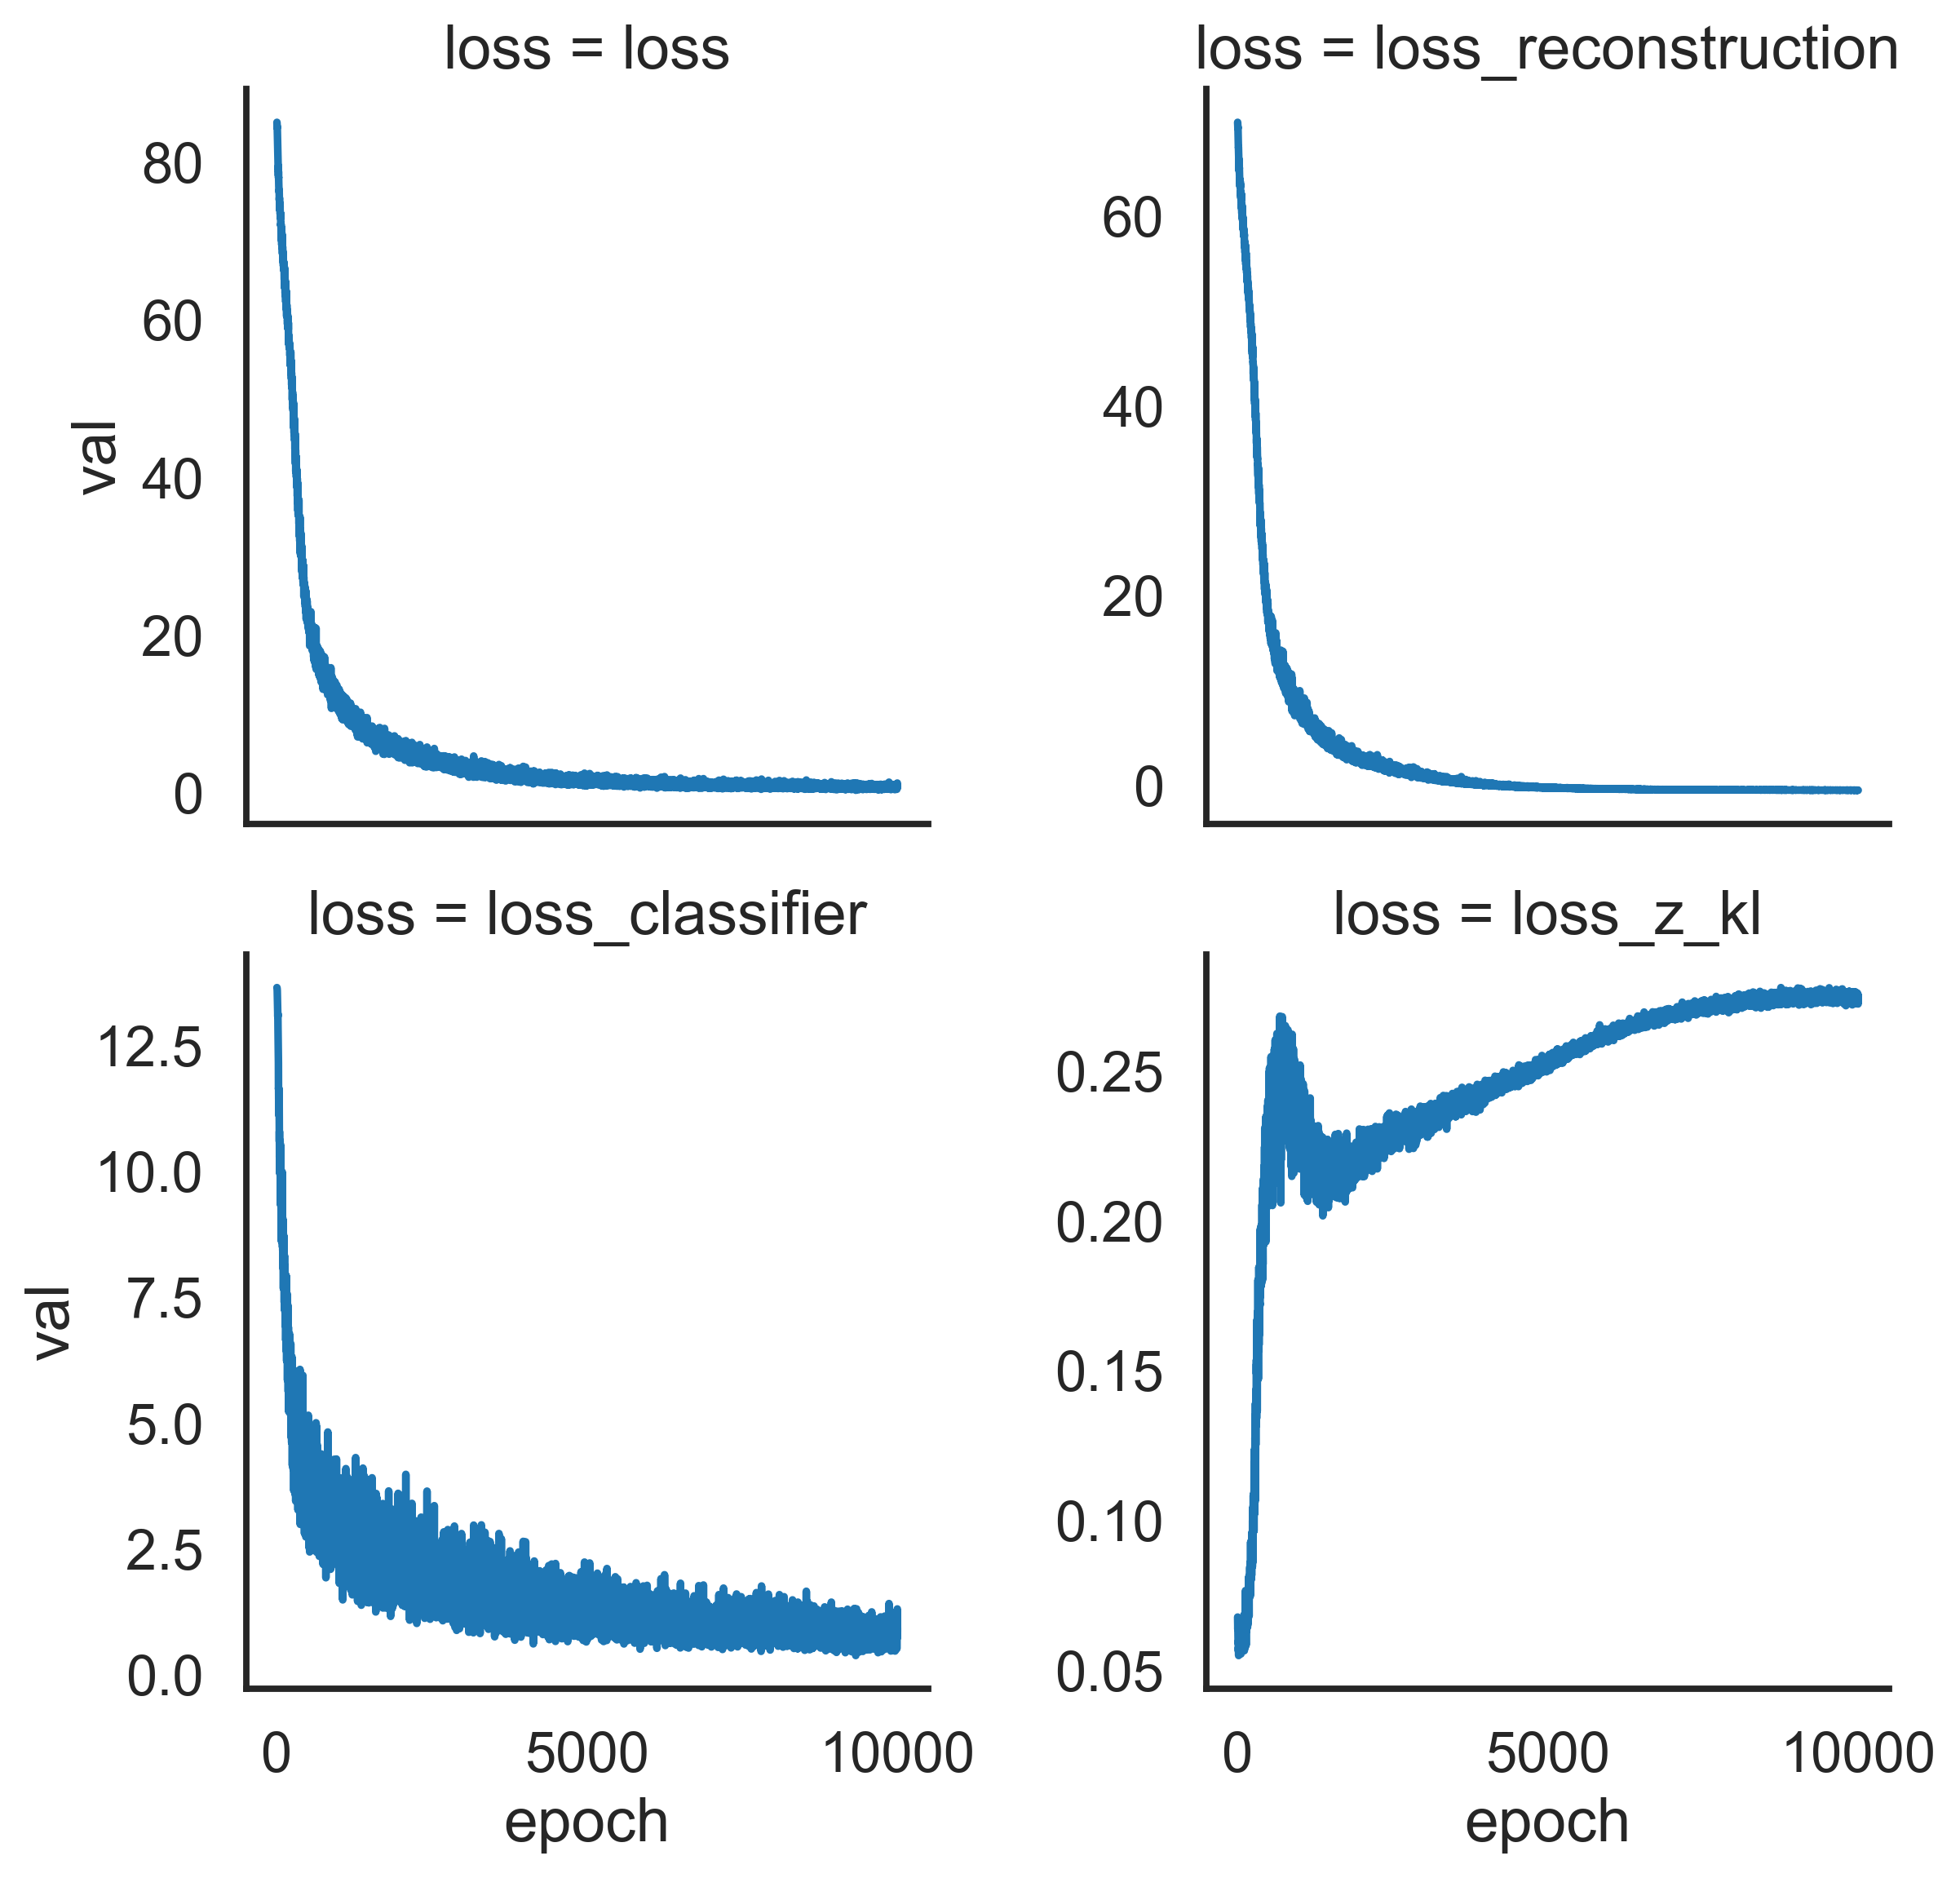 loss = loss
80
60
40
20
0
val
loss = loss_reconstruction
60
40
20
0
loss = loss_classifier
12.5
10.0
7.5
5.0
2.5
0.0
val
0 5000 10000
epoch
loss = loss_z_kl
0.25
0.20
0.15
0.10
0.05
0 5000 10000
epoch